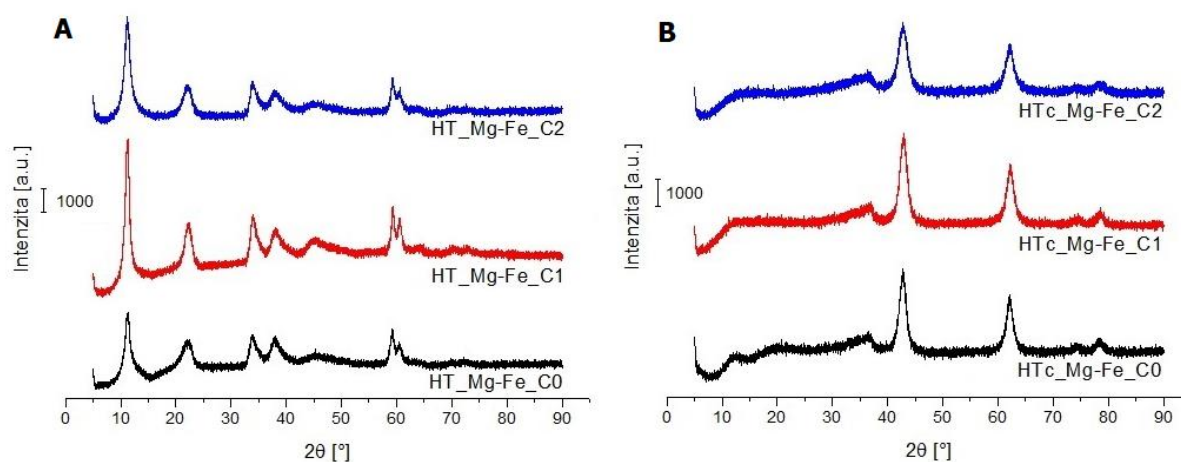 A
HT_Mg-Fe_C2
HT_Mg-Fe_C1
HT_Mg-Fe_C0
Intenzita [a.u.]
1000
0 10 20 30 40 50 60 70 80 90
2θ [°]
B
HTc_Mg-Fe_C2
HTc_Mg-Fe_C1
HTc_Mg-Fe_C0
Intenzita [a.u.]
1000
0 10 20 30 40 50 60 70 80 90
2θ [°]